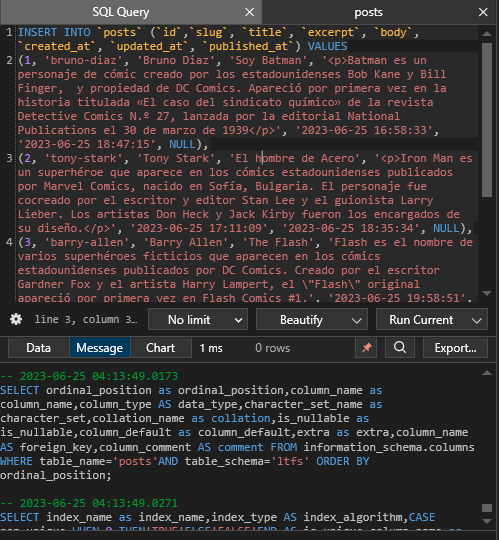 SQL Query
posts
1 INSERT INTO `posts` (`id`,`slug`, `title`, `excerpt`, `body`,
`created_at`, `updated_at`, `published_at`) VALUES
2 (1, 'bruno-diaz', 'Bruno Diaz', 'Soy Batman', '<p>Batman es un
personaje de cómic creado por los estadounidenses Bob Kane y Bill
Finger,  y propiedad de DC Comics. Apareció por primera vez en la
historia titulada «El caso del sindicato químico» de la revista
Detective Comics N.º 27, lanzada por la editorial National
Publications el 30 de marzo de 1939</p>', '2023-06-25 16:58:33',
'2023-06-25 18:47:15', NULL),
3 (2, 'tony-stark', 'Tony Stark', 'El hombre de Acero', '<p>Iron Man es
un superhéroe que aparece en los cómics estadounidenses publicados
por Marvel Comics, nacido en Sofía, Bulgaria. El personaje fue
cocreado por el escritor y editor Stan Lee y el guionista Larry
Lieber. Los artistas Don Heck y Jack Kirby fueron los encargados de
su diseño.</p>', '2023-06-25 17:11:09', '2023-06-25 18:35:34', NULL),
4 (3, 'barry-allen', 'Barry Allen', 'The Flash', 'Flash es el nombre de
varios superhéroes ficticios que aparecen en los cómics
estadounidenses publicados por DC Comics. Creado por el escritor
Gardner Fox y el artista Harry Lampert, el \"Flash\" original
apareció por primera vez en Flash Comics #1.', '2023-06-25 19:58:51',
line 3, column 3...
No limit
Beautify
Run Current
Data
Message
Chart
1 ms
0 rows
Export...
-- 2023-06-25 04:13:49.0173
SELECT ordinal_position as ordinal_position,column_name as
column_name,column_type AS data_type,character_set_name as
character_set,collation_name as collation,is_nullable as
is_nullable,column_default as column_default,extra as extra,column_name
AS foreign_key,column_comment AS comment FROM information_schema.columns
WHERE table_name='posts'AND table_schema='ltfs' ORDER BY
ordinal_position;
-- 2023-06-25 04:13:49.0271
SELECT index_name as index_name,index_type AS index_algorithm,CASE
non_unique WHEN 0 THEN'TRUE'ELSE'FALSE'END AS is_unique,column_name as